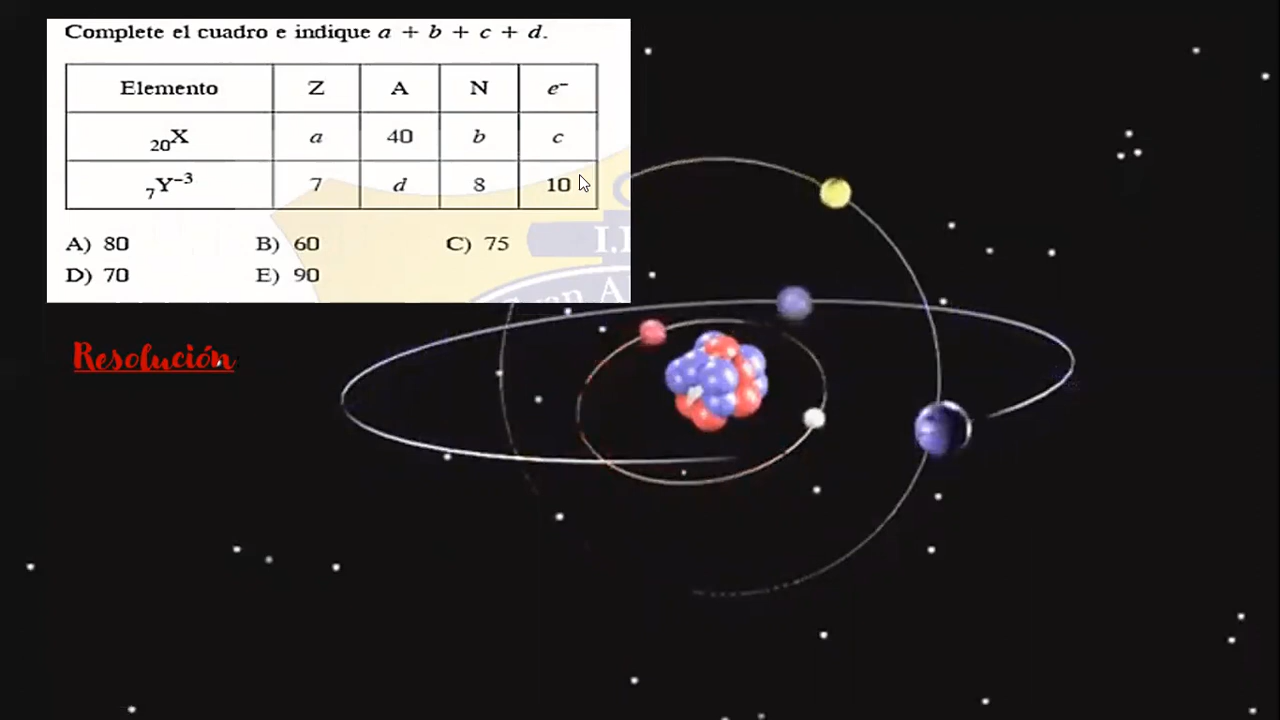 Complete el cuadro e indique a + b + c + d.
Elemento Z A N e⁻
₂₀X a 40 b c
₇Y⁻³ 7 d 8 10
A) 80 B) 60 C) 75
D) 70 E) 90
Resolución